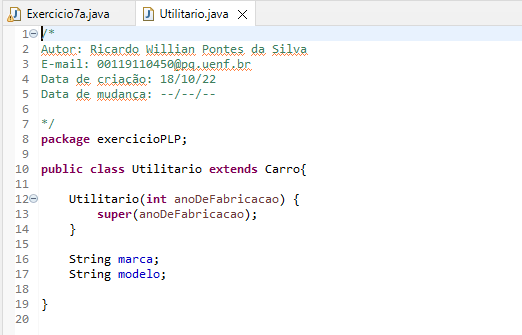 Exercicio7a.java Utilitario.java
1 /*
2 Autor: Ricardo Willian Pontes da Silva
3 E-mail: 00119110450@pq.uenf.br
4 Data de criação: 18/10/22
5 Data de mudança: --/--/--
6
7 */
8 package exercicioPLP;
9
10 public class Utilitario extends Carro{
11
12 Utilitario(int anoDeFabricacao) {
13 super(anoDeFabricacao);
14 }
15
16 String marca;
17 String modelo;
18
19 }
20